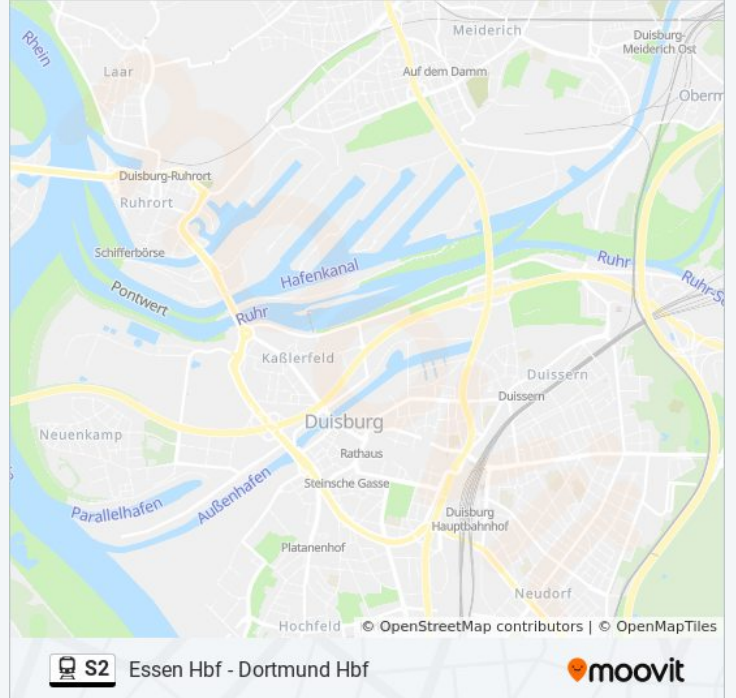 Rhein
Meiderich
Duisburg-
Meiderich Ost
Laar
Auf dem Damm
Oberm
Duisburg-Ruhrort
Ruhrort
Schifferbörse
Hafenkanal
Ruhr
Ruhr-S
Pontwert
Ruhr
Kaßlerfeld
Duissern
Duissern
Duisburg
Neuenkamp
Rathaus
Steinsche Gasse
Außenhafen
Parallelhafen
Duisburg
Hauptbahnhof
Platanenhof
Neudorf
Hochfeld
© OpenStreetMap contributors | © OpenMapTiles
S2 Essen Hbf - Dortmund Hbf
moovit